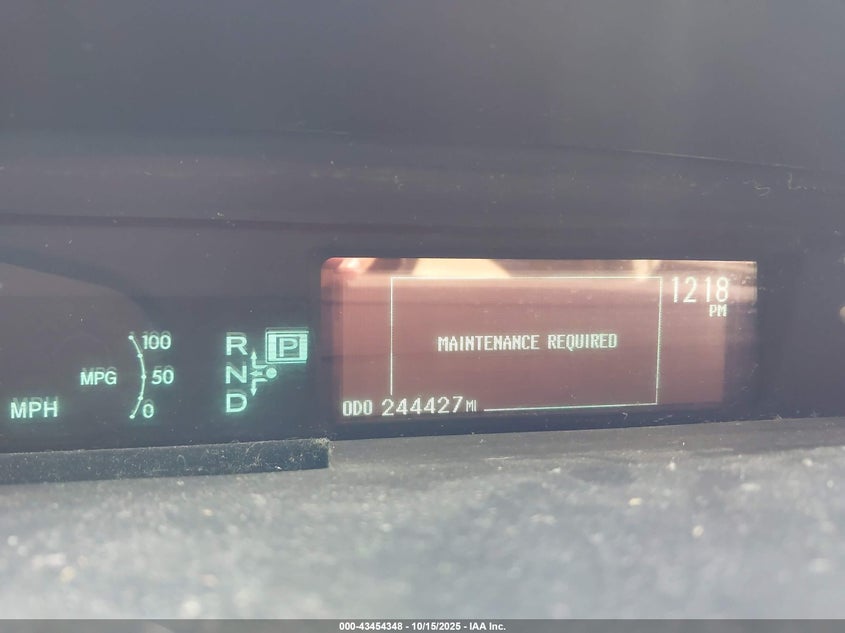 1218
PM
MAINTENANCE REQUIRED
ODO 244427 MI
100
MPG 50
0
MPH
R P
N
D
000-43454348 - 10/15/2025 - IAA Inc.